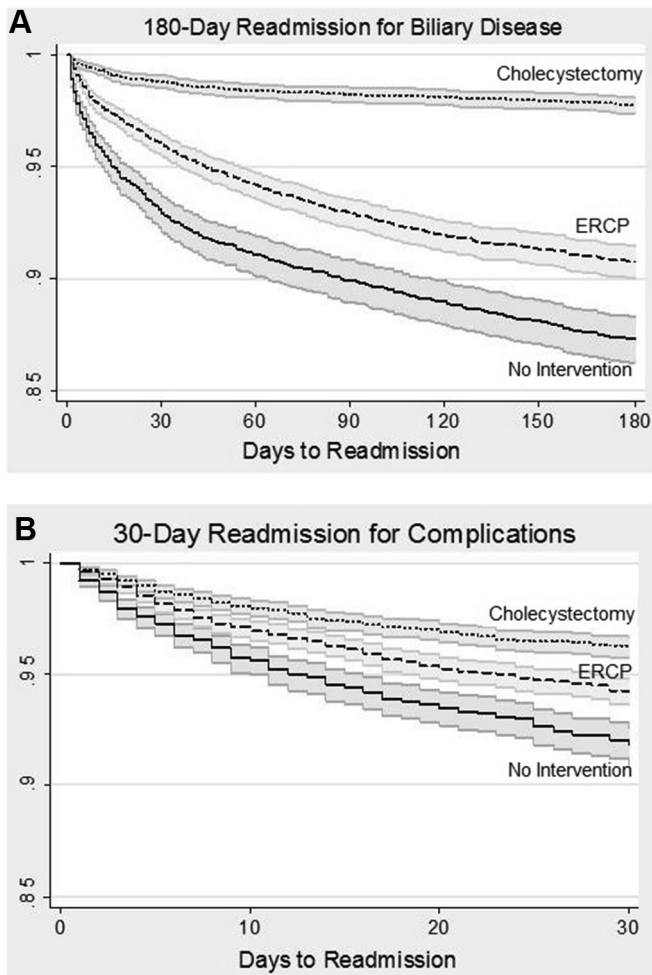 A
180-Day Readmission for Biliary Disease
1
.95
.9
.85
Cholecystectomy
ERCP
No Intervention
0 30 60 90 120 150 180
Days to Readmission
B
30-Day Readmission for Complications
1
.95
.9
.85
Cholecystectomy
ERCP
No Intervention
0 10 20 30
Days to Readmission